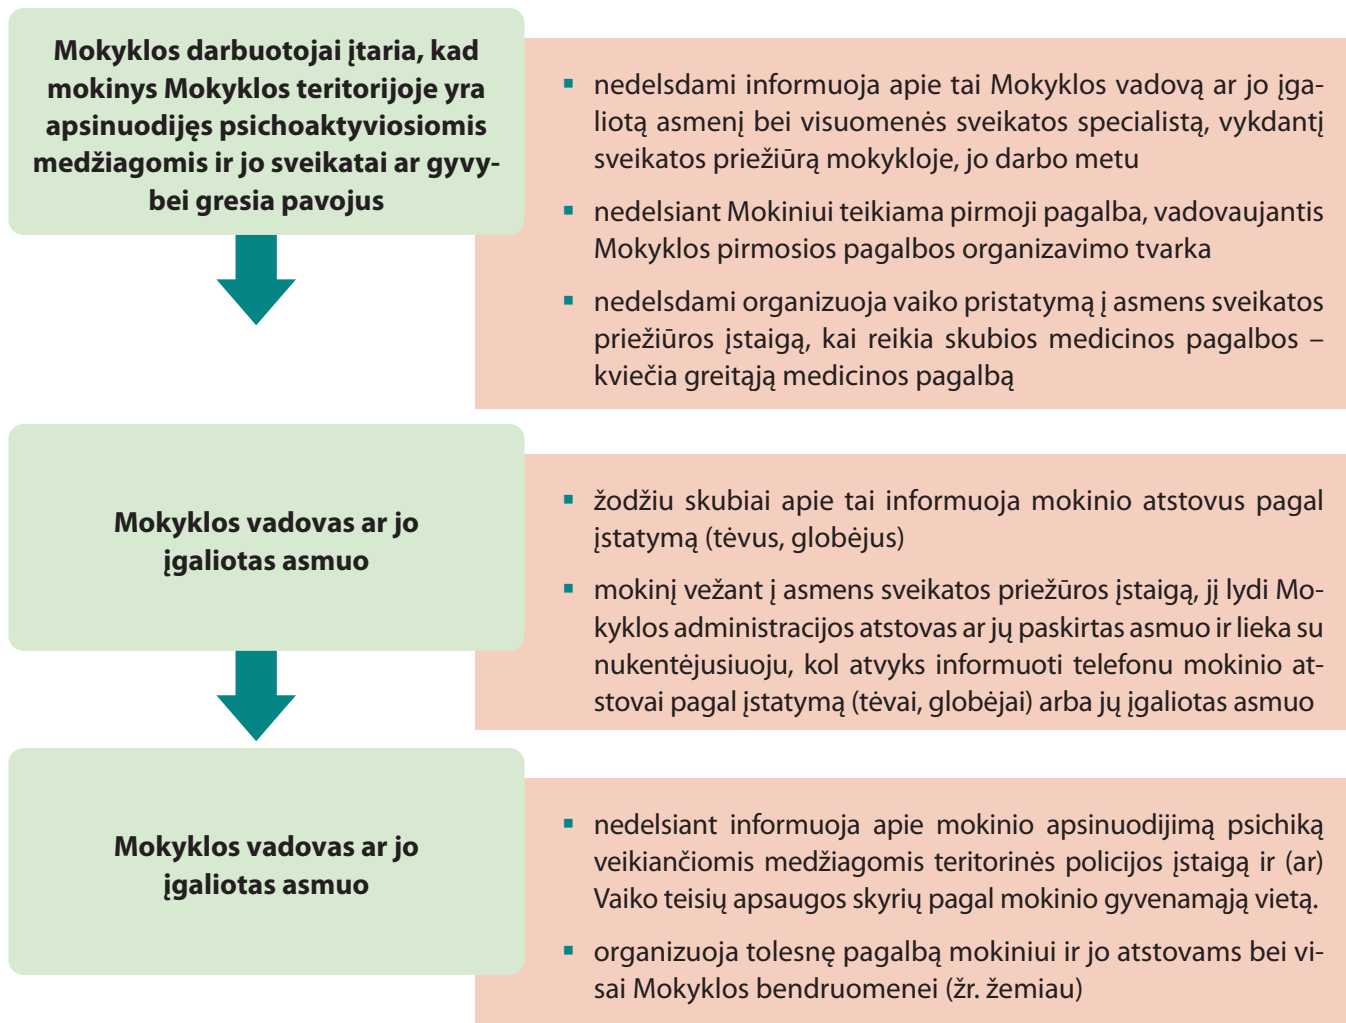 Mokyklos darbuotojai įtaria, kad
mokinys Mokyklos teritorijoje yra
apsinuodijęs psichoaktyviosiomis
medžiagomis ir jo sveikatai ar gyvy-
bei gresia pavojus
▪ nedelsdami informuoja apie tai Mokyklos vadovą ar jo įga-
liotą asmenį bei visuomenės sveikatos specialistą, vykdantį
sveikatos priežiūrą mokykloje, jo darbo metu
▪ nedelsiant Mokiniui teikiama pirmoji pagalba, vadovaujantis
Mokyklos pirmosios pagalbos organizavimo tvarka
▪ nedelsdami organizuoja vaiko pristatymą į asmens sveikatos
priežiūros įstaigą, kai reikia skubios medicinos pagalbos –
kviečia greitąją medicinos pagalbą
Mokyklos vadovas ar jo
įgaliotas asmuo
▪ žodžiu skubiai apie tai informuoja mokinio atstovus pagal
įstatymą (tėvus, globėjus)
▪ mokinį vežant į asmens sveikatos priežūros įstaigą, jį lydi Mo-
kyklos administracijos atstovas ar jų paskirtas asmuo ir lieka su
nukentėjusiuoju, kol atvyks informuoti telefonu mokinio at-
stovai pagal įstatymą (tėvai, globėjai) arba jų įgaliotas asmuo
Mokyklos vadovas ar jo
įgaliotas asmuo
▪ nedelsiant informuoja apie mokinio apsinuodijimą psichiką
veikiančiomis medžiagomis teritorinės policijos įstaigą ir (ar)
Vaiko teisių apsaugos skyrių pagal mokinio gyvenamąją vietą.
▪ organizuoja tolesnę pagalbą mokiniui ir jo atstovams bei vi-
sai Mokyklos bendruomenei (žr. žemiau)